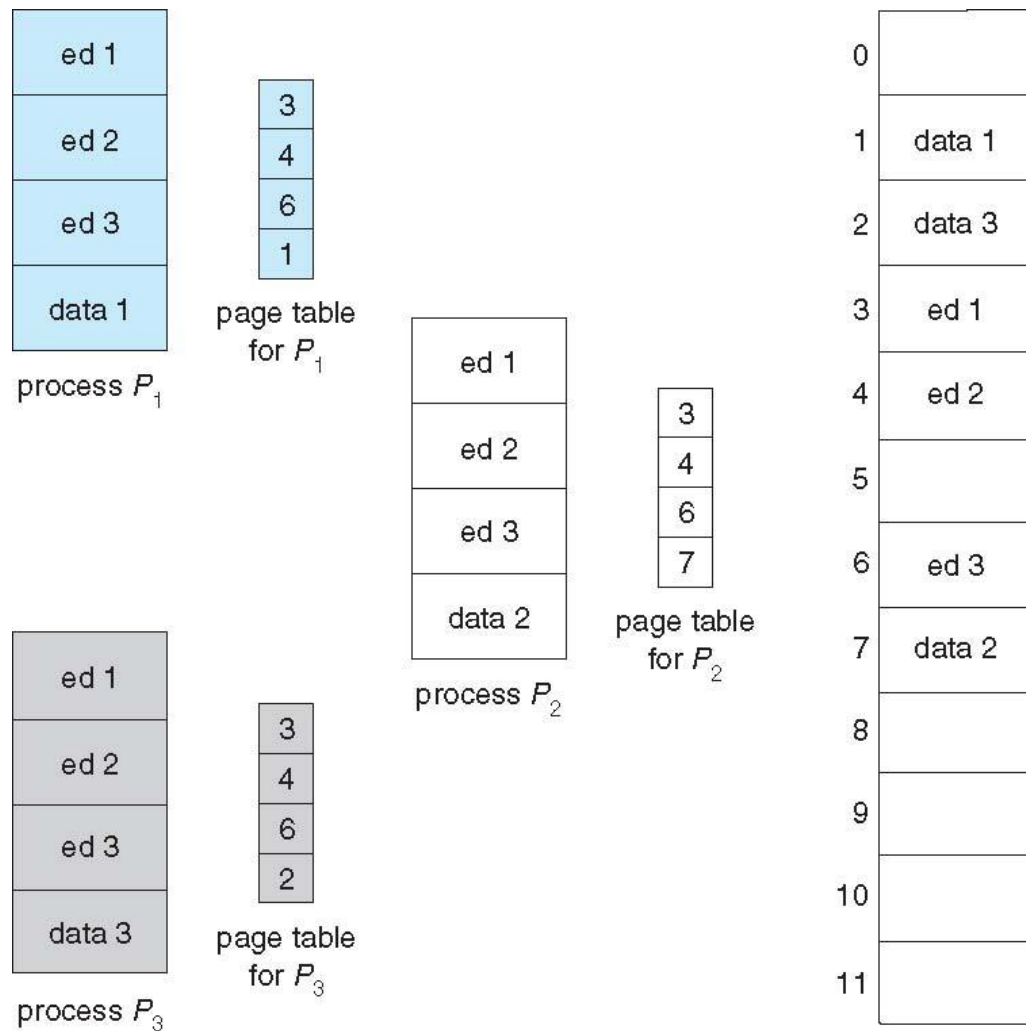 ed 1
ed 2
ed 3
data 1
process P1
3
4
6
1
page table
for P1
ed 1
ed 2
ed 3
data 2
process P2
3
4
6
7
page table
for P2
ed 1
ed 2
ed 3
data 3
process P3
3
4
6
2
page table
for P3
0
1 data 1
2 data 3
3 ed 1
4 ed 2
5
6 ed 3
7 data 2
8
9
10
11